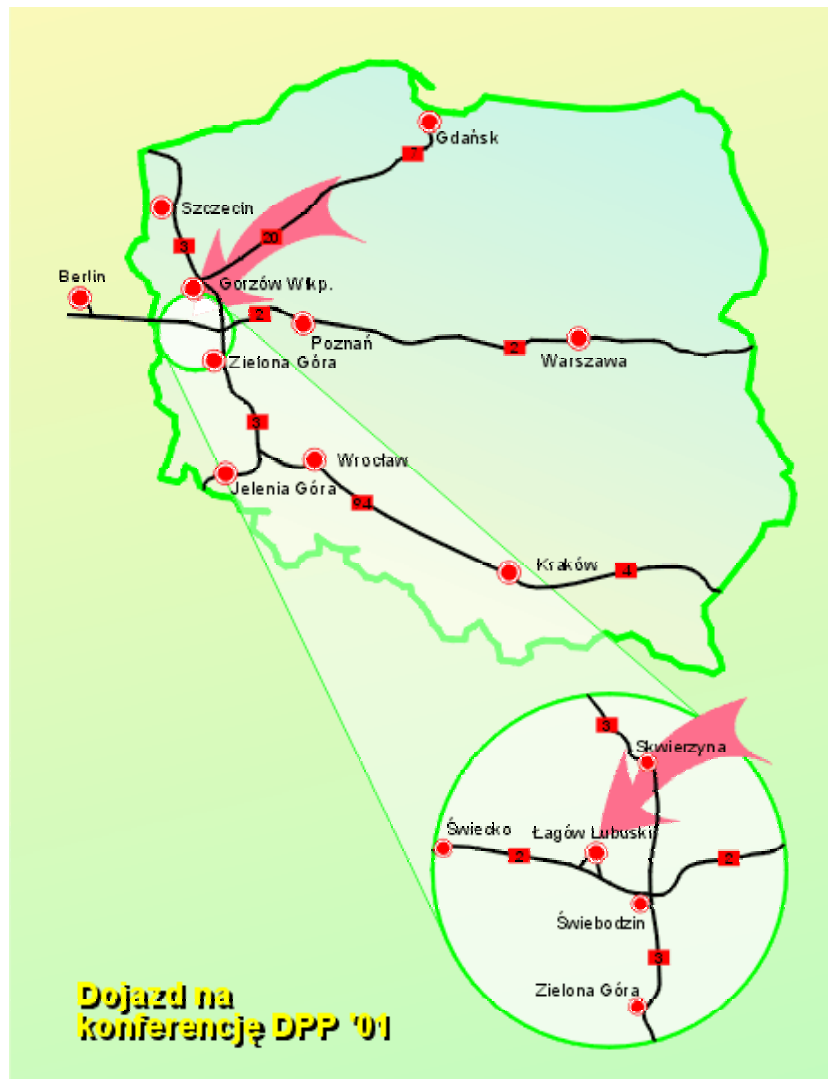 Gdańsk
7
Szczecin
20
3
Berlin
Gorzów Wlkp.
2
Poznań
2
Warszawa
Zielona Góra
3
Wrocław
Jelenia Góra
94
Kraków
4
3
Skwierzyna
Świecko
Łagów Lubuski
2
2
Świebodzin
3
Zielona Góra
Dojazd na
konferencję DPP '01